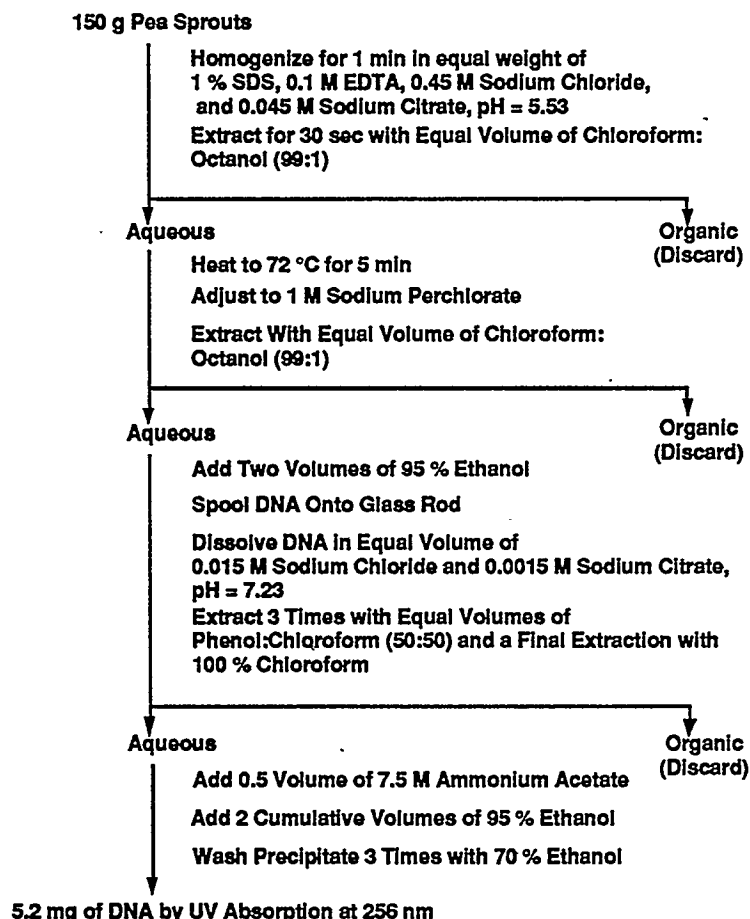 150 g Pea Sprouts
Homogenize for 1 min in equal weight of
1 % SDS, 0.1 M EDTA, 0.45 M Sodium Chloride,
and 0.045 M Sodium Citrate, pH = 5.53
Extract for 30 sec with Equal Volume of Chloroform:
Octanol (99:1)
Aqueous
Organic
(Discard)
Heat to 72 °C for 5 min
Adjust to 1 M Sodium Perchlorate
Extract With Equal Volume of Chloroform:
Octanol (99:1)
Aqueous
Organic
(Discard)
Add Two Volumes of 95 % Ethanol
Spool DNA Onto Glass Rod
Dissolve DNA in Equal Volume of
0.015 M Sodium Chloride and 0.0015 M Sodium Citrate,
pH = 7.23
Extract 3 Times with Equal Volumes of
Phenol:Chloroform (50:50) and a Final Extraction with
100 % Chloroform
Aqueous
Organic
(Discard)
Add 0.5 Volume of 7.5 M Ammonium Acetate
Add 2 Cumulative Volumes of 95 % Ethanol
Wash Precipitate 3 Times with 70 % Ethanol
5.2 mg of DNA by UV Absorption at 256 nm